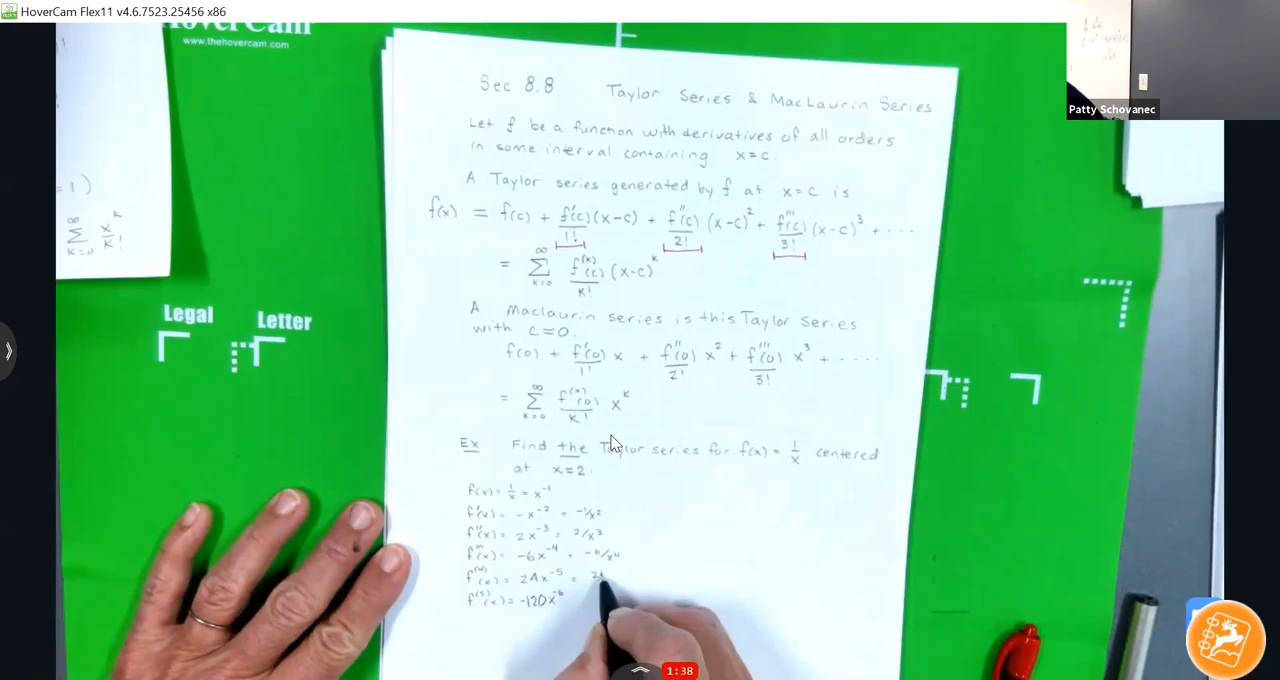 HoverCam Flex11 v4.6.7523.25456 x86
HoverCam
www.thehovercam.com
Patty Schovanec
Sec 8.8 Taylor Series & MacLaurin Series
Let f be a function with derivatives of all orders
in some interval containing x=c.
A Taylor series generated by f at x=c is
f(x) = f(c) + f'(c)/1! (x-c) + f''(c)/2! (x-c)² + f'''(c)/3! (x-c)³ + ...
= ∞ Σ k=0 f^(k)(c)/k! (x-c)^k
=1)
∞ Σ k=0 x^k/k!
Legal
Letter
A Maclaurin series is this Taylor series
with c=0.
f(0) + f'(0)/1! x + f''(0)/2! x² + f'''(0)/3! x³ + ....
= ∞ Σ k=0 f^(k)(0)/k! x^k
Ex Find the Taylor series for f(x) = 1/x centered
at x=2.
f(x) = 1/x = x⁻¹
f'(x) = -x⁻² = -1/x²
f''(x) = 2x⁻³ = 2/x³
f'''(x) = -6x⁻⁴ = -6/x⁴
f^(4)(x) = 24x⁻⁵ = 24
f^(5)(x) = -120x⁻⁶
1:38